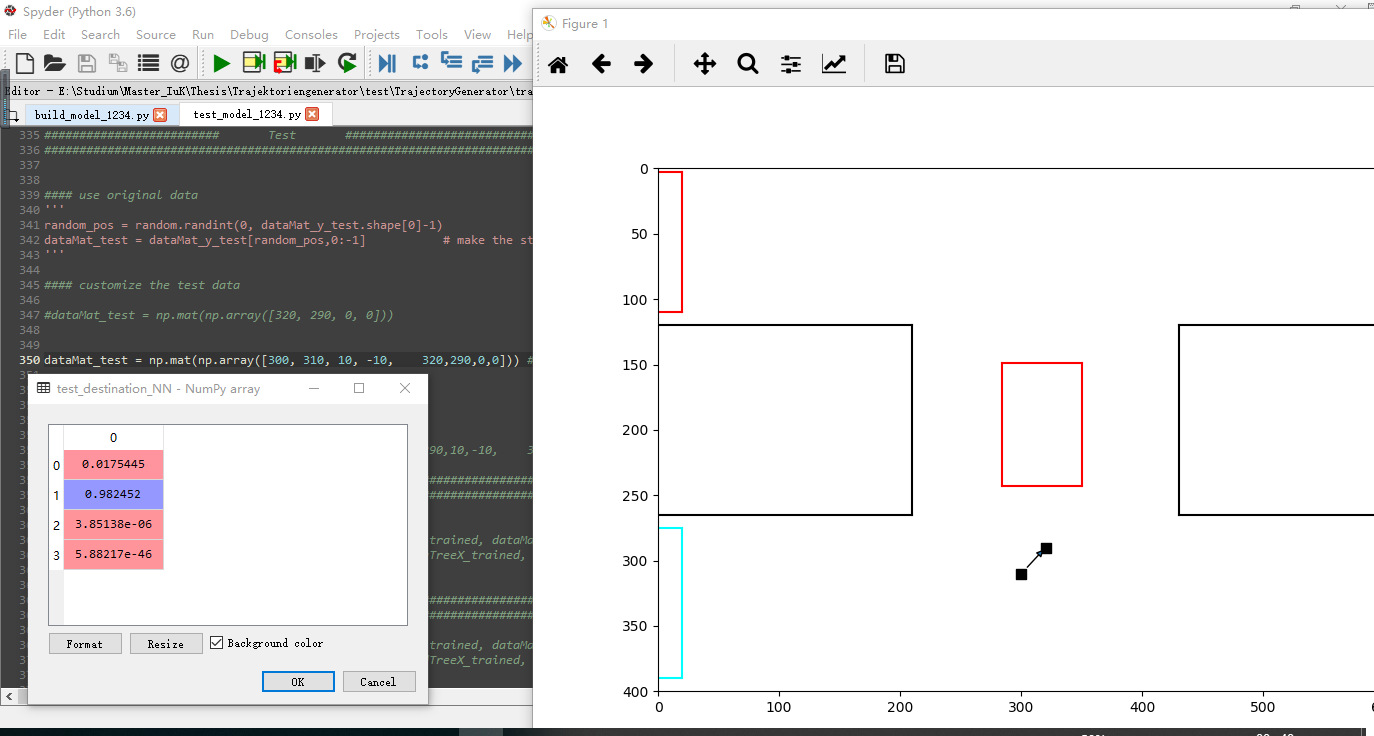 Spyder (Python 3.6)
File Edit Search Source Run Debug Consoles Projects Tools View Help
Editor - E:\Studium\Master_IuK\Thesis\Trajektoriengenerator\test\TrajectoryGenerator\tra
build_model_1234.py test_model_1234.py
335 ######################### Test ###########################
336 ######################################################################
337
338
339 #### use original data
340 '''
341 random_pos = random.randint(0, dataMat_y_test.shape[0]-1)
342 dataMat_test = dataMat_y_test[random_pos,0:-1] # make the st
343 '''
344
345 #### customize the test data
346
347 #dataMat_test = np.mat(np.array([320, 290, 0, 0]))
348
349
350 dataMat_test = np.mat(np.array([300, 310, 10, -10, 320,290,0,0])) #
90,10,-10,
trained, dataMa
TreeX_trained,
trained, dataMa
TreeX_trained,
test_destination_NN - NumPy array
0
0 0.0175445
1 0.982452
2 3.85138e-06
3 5.88217e-46
Format Resize Background color
OK Cancel
Figure 1
0
50
100
150
200
250
300
350
400
0 100 200 300 400 500